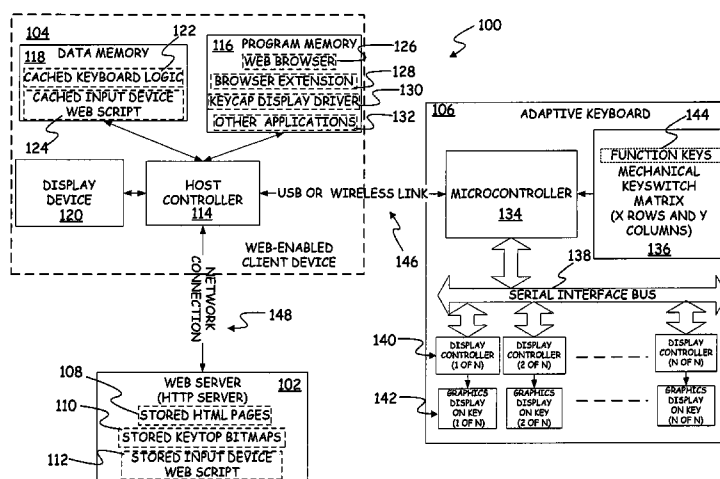 104
118
DATA MEMORY
122
CACHED KEYBOARD LOGIC
CACHED INPUT DEVICE
WEB SCRIPT
124
116
PROGRAM MEMORY
126
WEB BROWSER
BROWSER EXTENSION
128
KEYCAP DISPLAY DRIVER
130
OTHER APPLICATIONS
132
100
DISPLAY
DEVICE
120
HOST
CONTROLLER
114
USB OR WIRELESS LINK
146
WEB-ENABLED
CLIENT DEVICE
NETWORK
CONNECTION
148
WEB SERVER
(HTTP SERVER)
102
108
STORED HTML PAGES
110
STORED KEYTOP BITMAPS
112
STORED INPUT DEVICE
WEB SCRIPT
106
ADAPTIVE KEYBOARD
144
MICROCONTROLLER
134
FUNCTION KEYS
MECHANICAL
KEYSWITCH
MATRIX
(X ROWS AND Y
COLUMNS)
136
138
SERIAL INTERFACE BUS
140
DISPLAY
CONTROLLER
(1 OF N)
DISPLAY
CONTROLLER
(2 OF N)
DISPLAY
CONTROLLER
(N OF N)
142
GRAPHICS
DISPLAY
ON KEY
(1 OF N)
GRAPHICS
DISPLAY
ON KEY
(2 OF N)
GRAPHICS
DISPLAY
ON KEY
(N OF N)